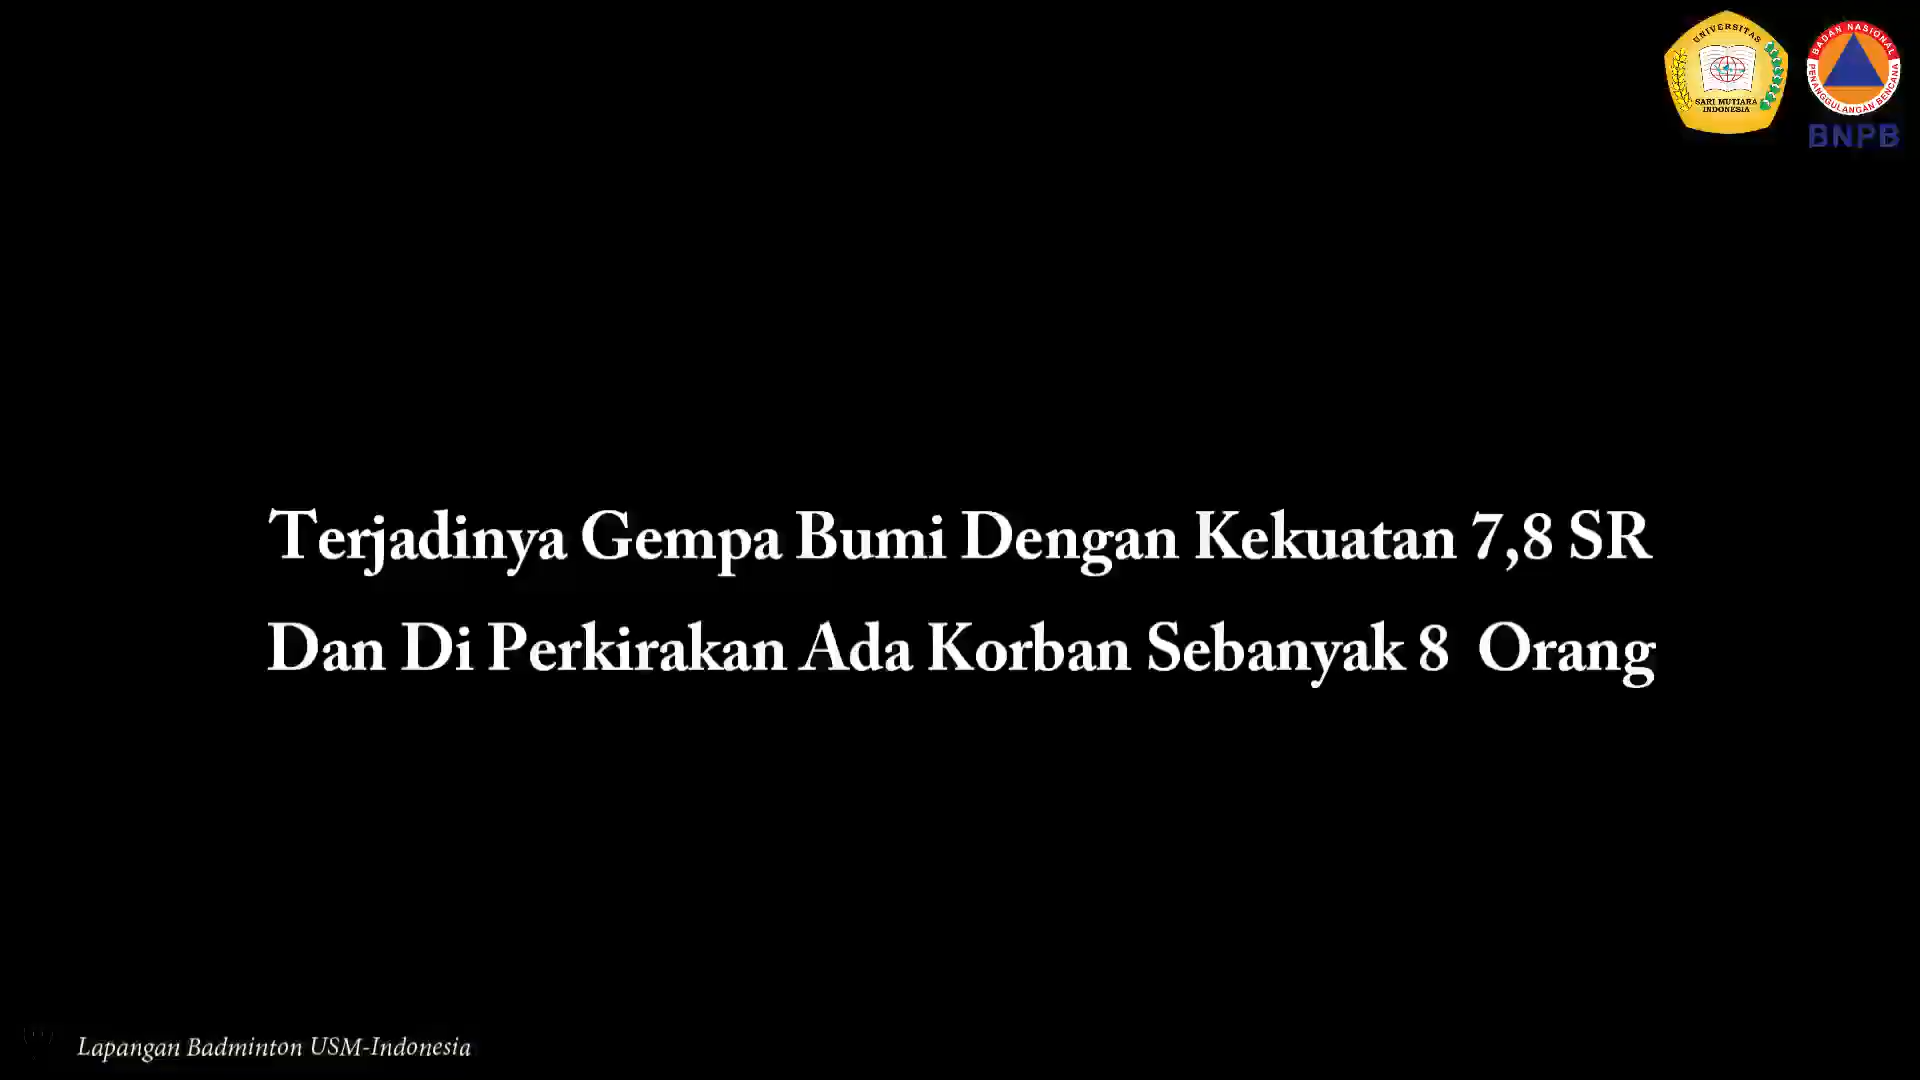 UNIVERSITAS
SARI MUTIARA
INDONESIA
BADAN NASIONAL
PENANGGULANGAN BENCANA
BNPB
Terjadinya Gempa Bumi Dengan Kekuatan 7,8 SR
Dan Di Perkirakan Ada Korban Sebanyak 8 Orang
Lapangan Badminton USM-Indonesia